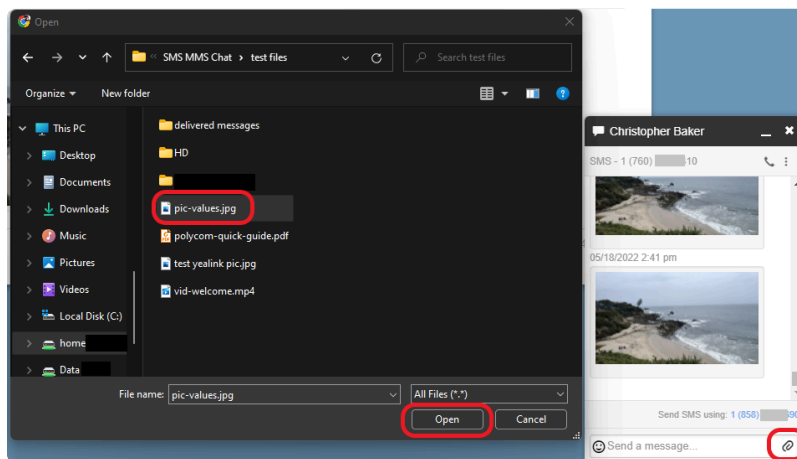 Open
SMS MMS Chat › test files
Search test files
Organize
New folder
This PC
Desktop
Documents
Downloads
Music
Pictures
Videos
Local Disk (C:)
home
Data
delivered messages
HD
pic-values.jpg
polycom-quick-guide.pdf
test yealink pic.jpg
vid-welcome.mp4
File name: pic-values.jpg
All Files (*.*)
Open
Cancel
Christopher Baker
SMS - 1 (760) 10
05/18/2022 2:41 pm
Send SMS using: 1 (858) 90
Send a message...